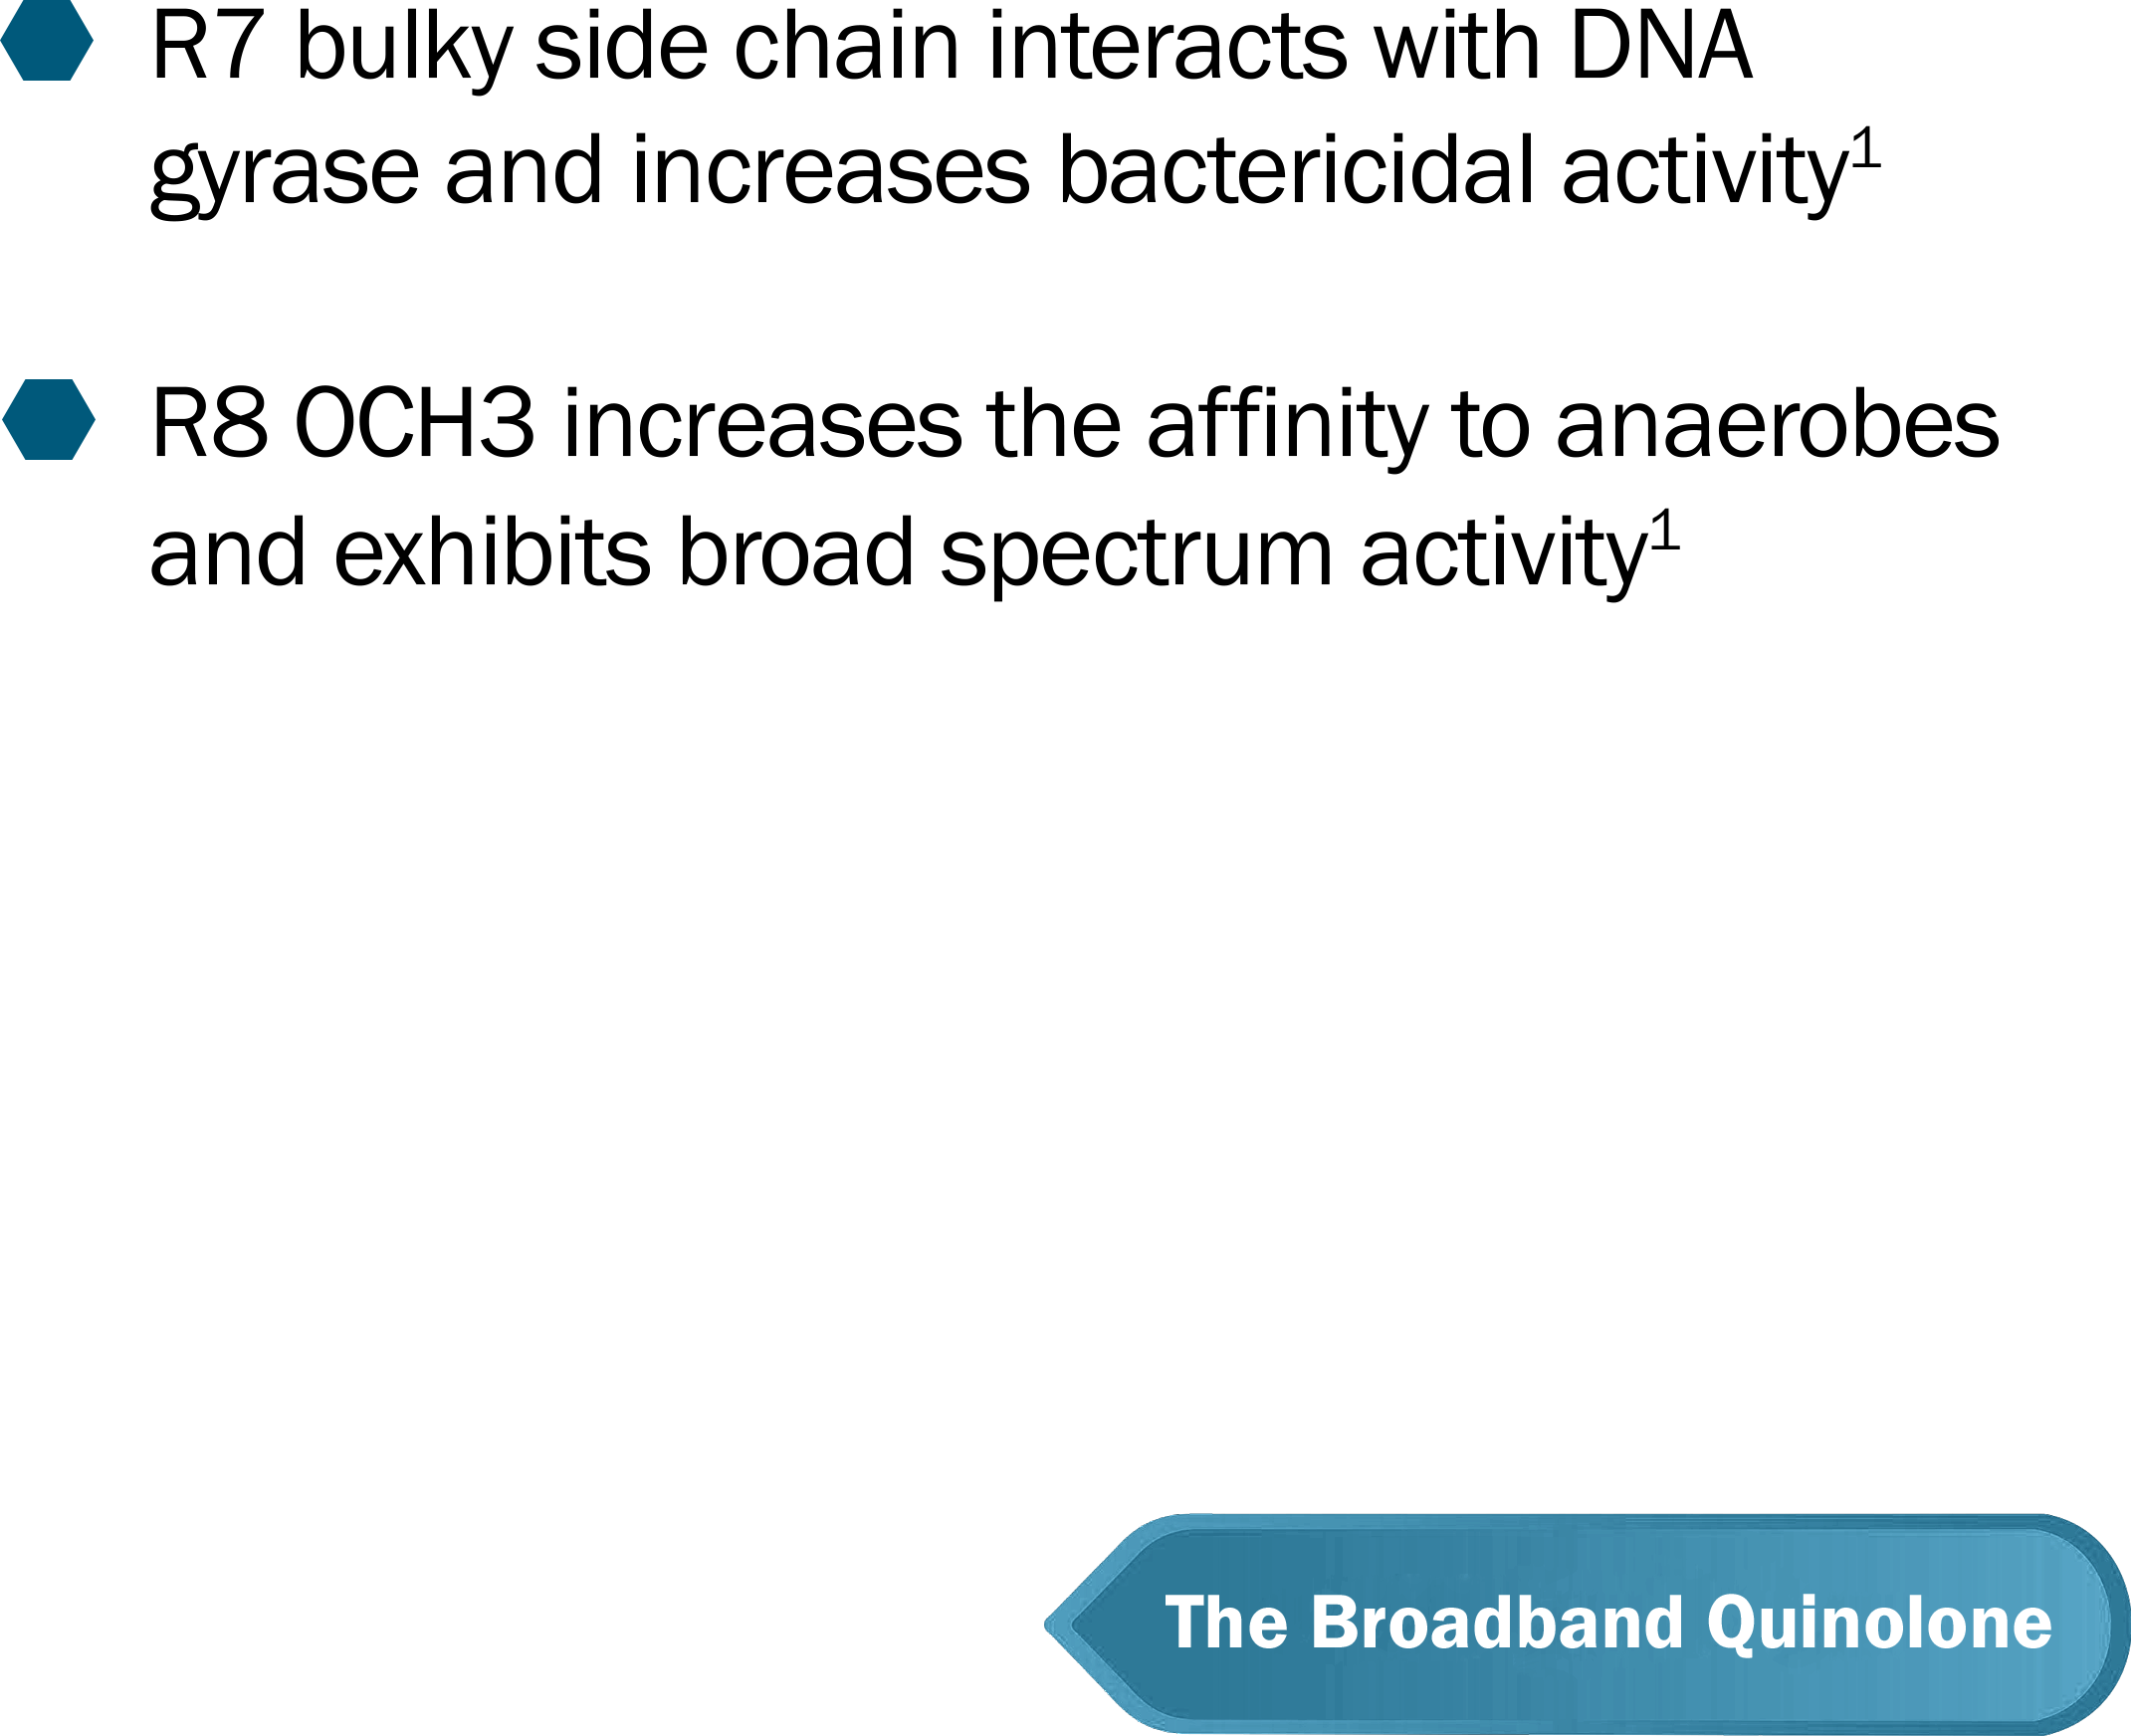 R7 bulky side chain interacts with DNA
gyrase and increases bactericidal activity¹
R8 OCH3 increases the affinity to anaerobes
and exhibits broad spectrum activity¹
The Broadband Quinolone